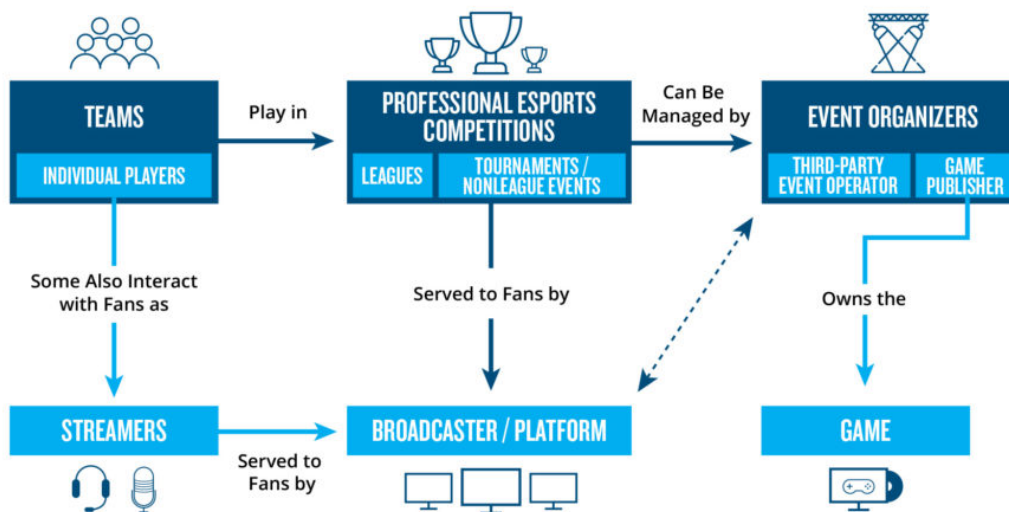 TEAMS
INDIVIDUAL PLAYERS
Play in
PROFESSIONAL ESPORTS
COMPETITIONS
LEAGUES
TOURNAMENTS /
NONLEAGUE EVENTS
Can Be
Managed by
EVENT ORGANIZERS
THIRD-PARTY
EVENT OPERATOR
GAME
PUBLISHER
Some Also Interact
with Fans as
Served to Fans by
Owns the
STREAMERS
Served to
Fans by
BROADCASTER / PLATFORM
GAME